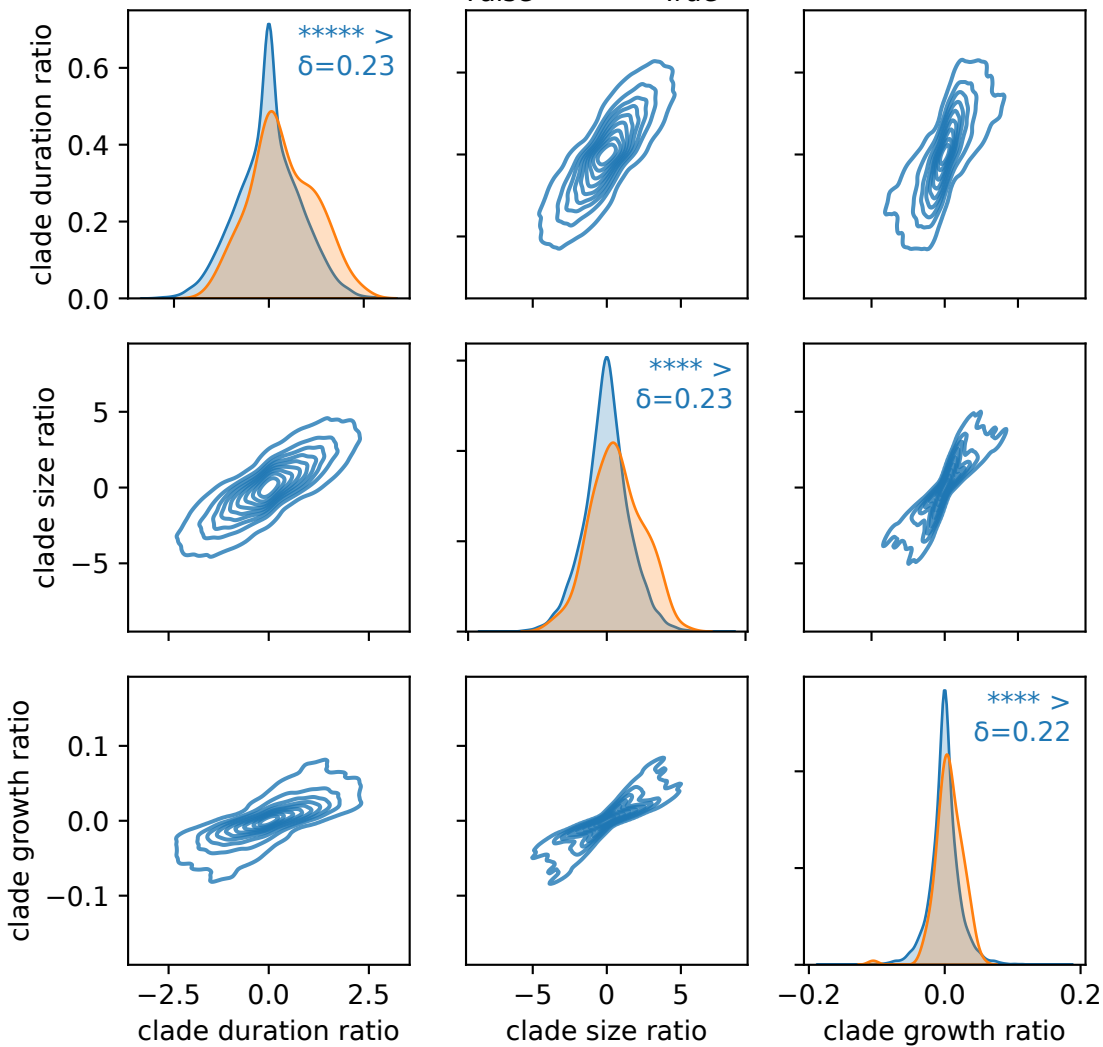 clade duration ratio
0.6
0.4
0.2
0.0
***** >
δ=0.23
clade size ratio
5
0
−5
**** >
δ=0.23
clade growth ratio
0.1
0.0
−0.1
**** >
δ=0.22
−2.5 0.0 2.5
−5 0 5
−0.2 0.0 0.2
clade duration ratio
clade size ratio
clade growth ratio